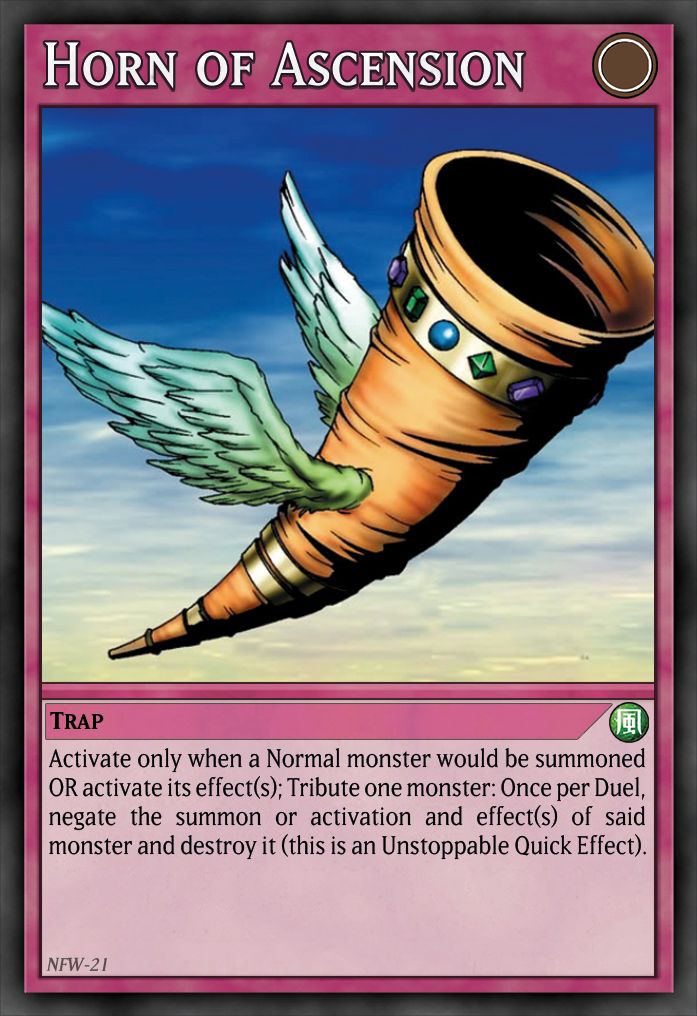 Horn of Ascension
Trap
風
Activate only when a Normal monster would be summoned
OR activate its effect(s); Tribute one monster: Once per Duel,
negate the summon or activation and effect(s) of said
monster and destroy it (this is an Unstoppable Quick Effect).
NFW-21